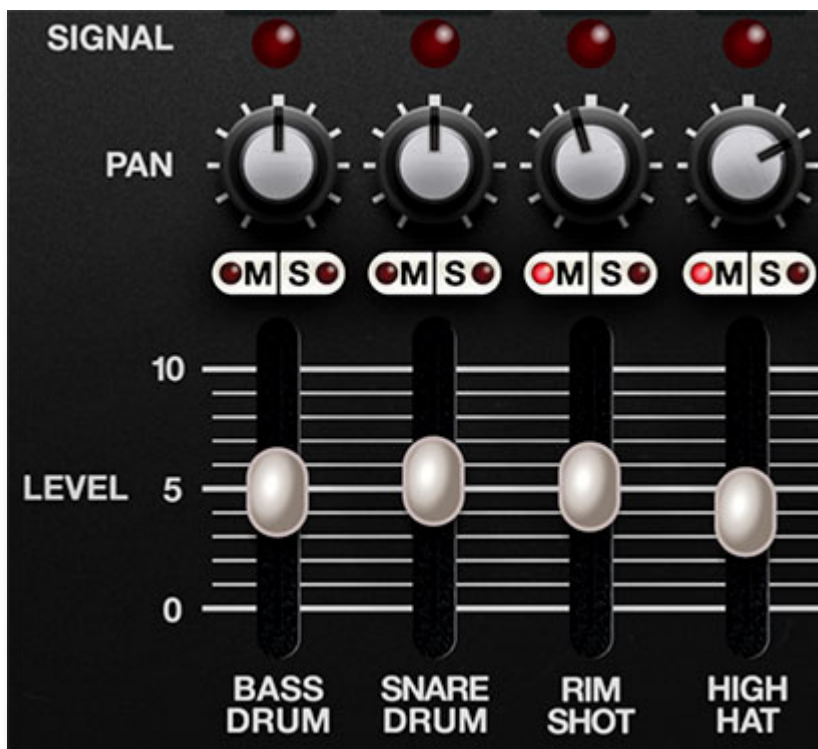 SIGNAL
PAN
M S M S M S M S
10
LEVEL 5
0
BASS DRUM
SNARE DRUM
RIM SHOT
HIGH HAT